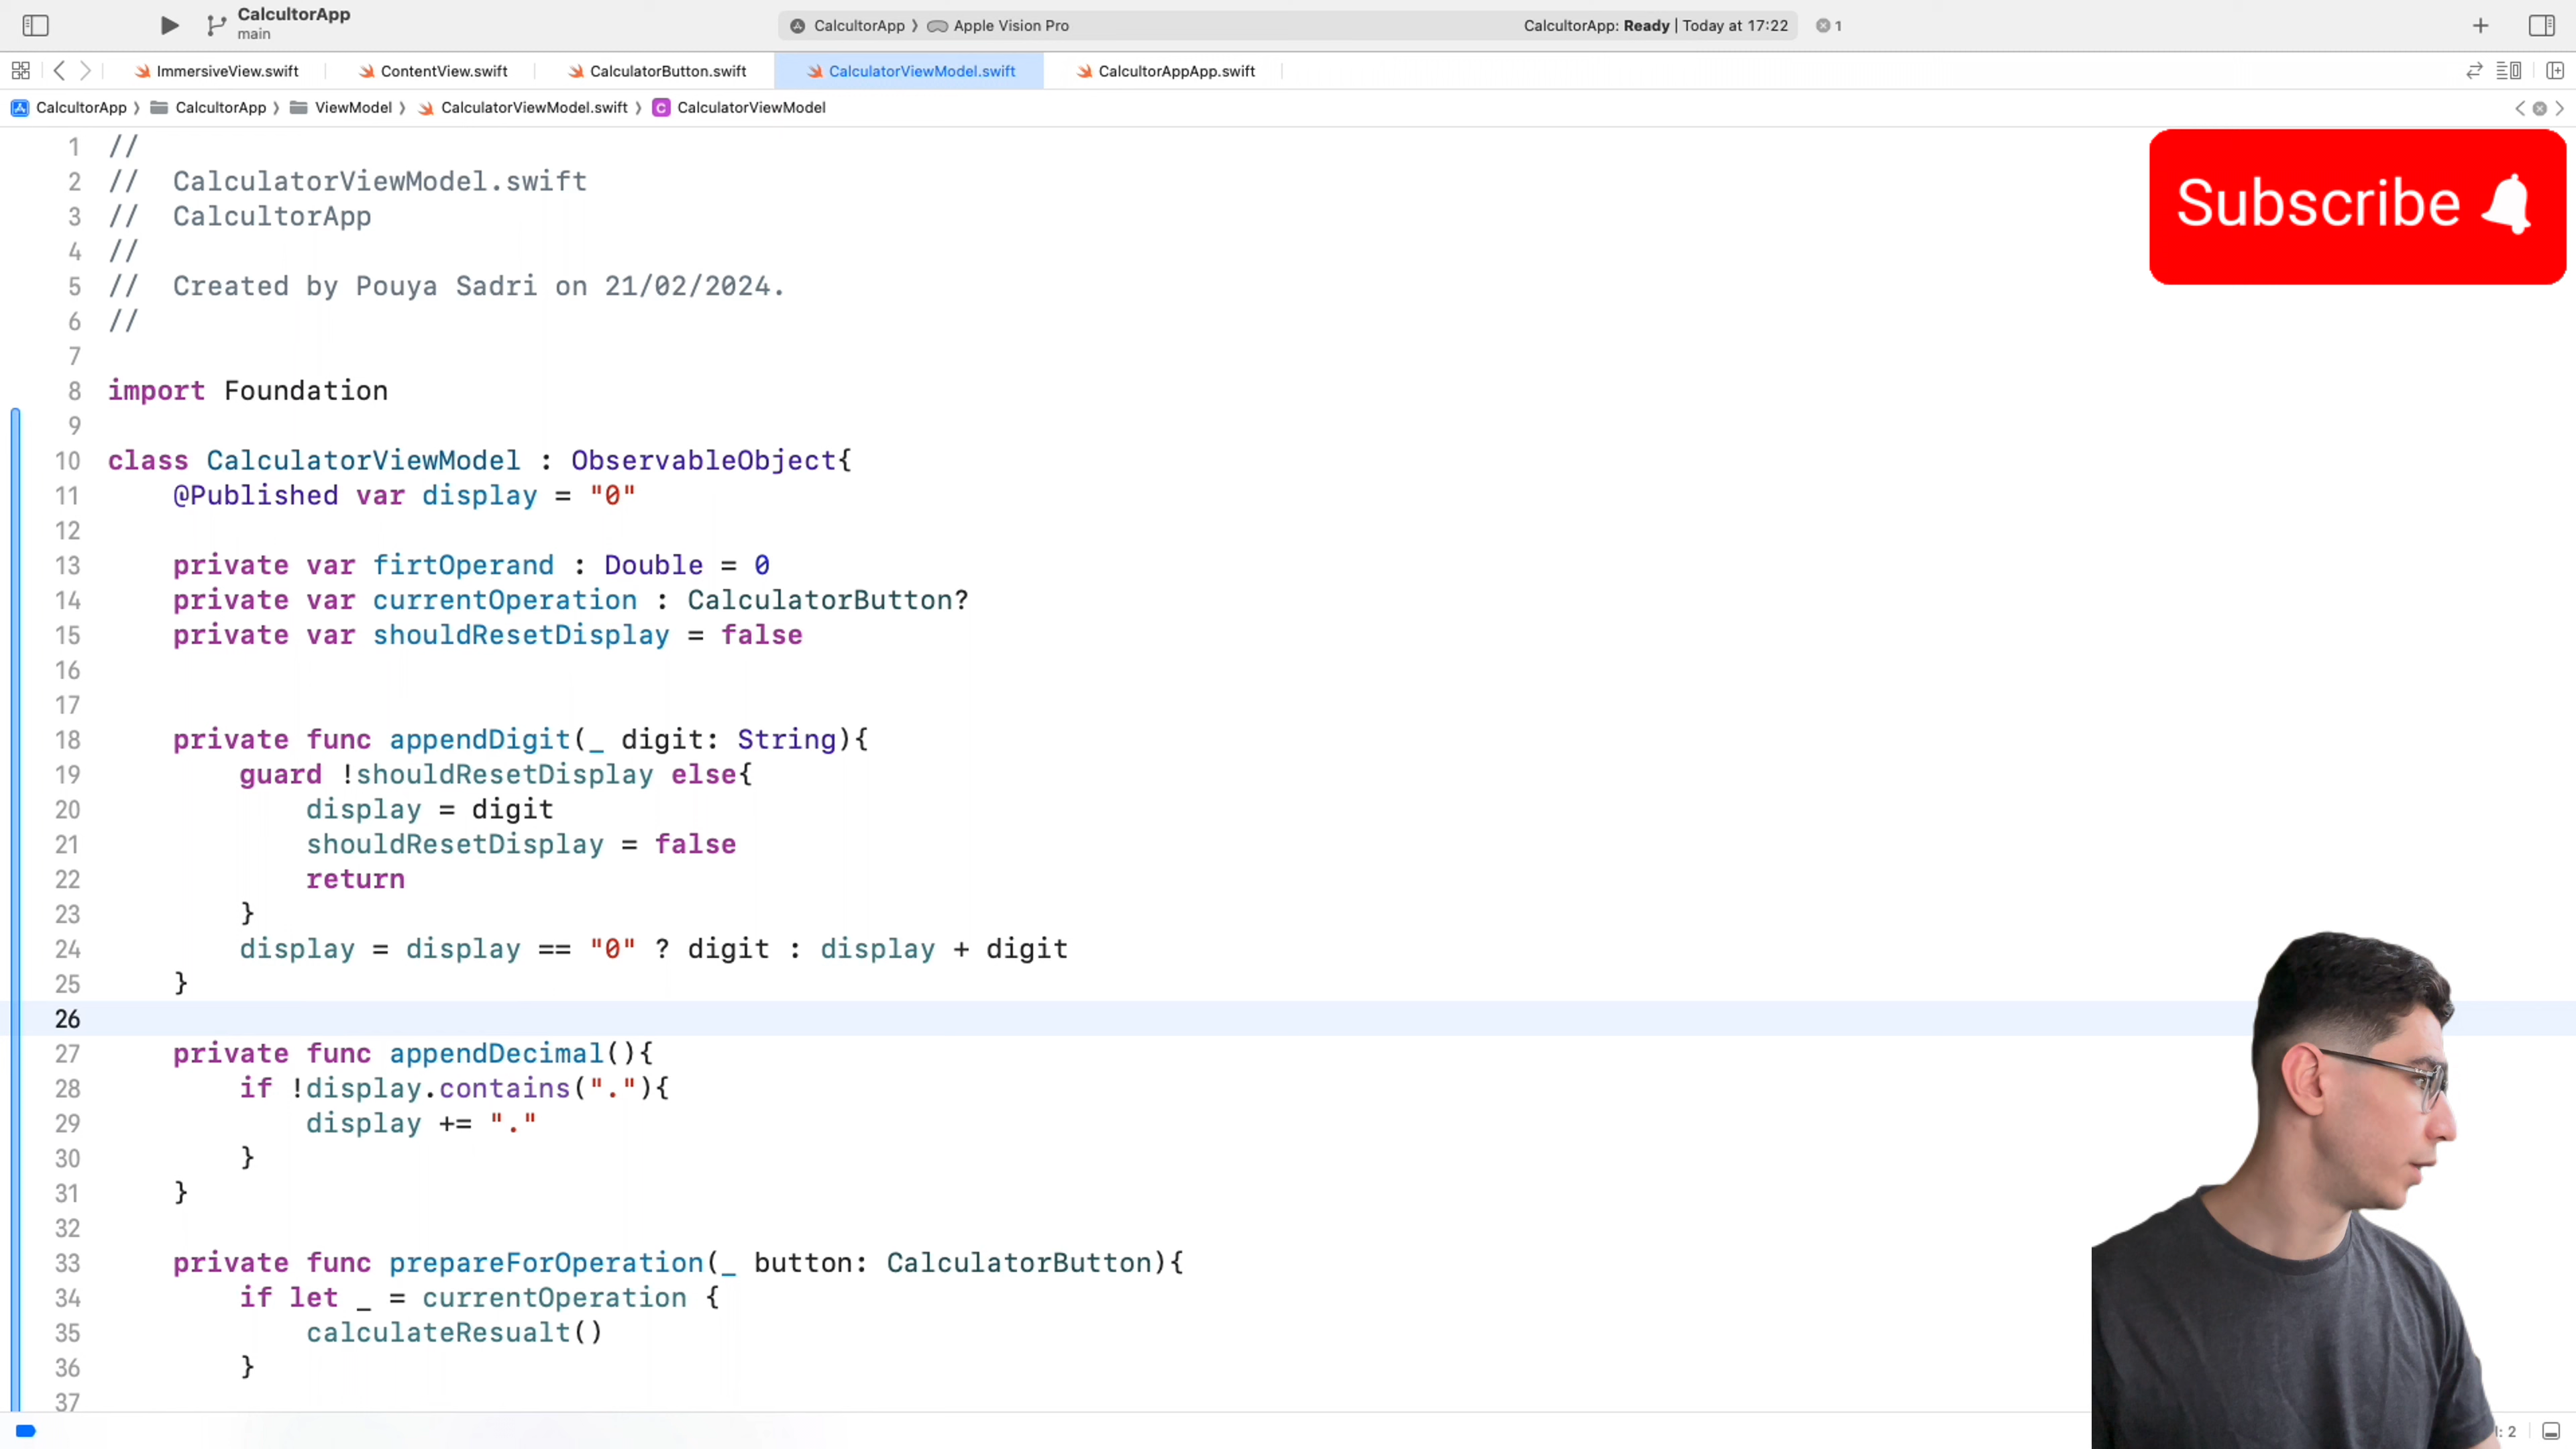 CalcultorApp
main
CalcultorApp 〉 Apple Vision Pro
CalcultorApp: Ready | Today at 17:22
1
ImmersiveView.swift
ContentView.swift
CalculatorButton.swift
CalculatorViewModel.swift
CalcultorAppApp.swift
CalcultorApp 〉 CalcultorApp 〉 ViewModel 〉 CalculatorViewModel.swift 〉 C CalculatorViewModel
1 //
2 //  CalculatorViewModel.swift
3 //  CalcultorApp
4 //
5 //  Created by Pouya Sadri on 21/02/2024.
6 //
7
8 import Foundation
9
10 class CalculatorViewModel : ObservableObject{
11     @Published var display = "0"
12
13     private var firtOperand : Double = 0
14     private var currentOperation : CalculatorButton?
15     private var shouldResetDisplay = false
16
17
18     private func appendDigit(_ digit: String){
19         guard !shouldResetDisplay else{
20             display = digit
21             shouldResetDisplay = false
22             return
23         }
24         display = display == "0" ? digit : display + digit
25     }
26
27     private func appendDecimal(){
28         if !display.contains("."){
29             display += "."
30         }
31     }
32
33     private func prepareForOperation(_ button: CalculatorButton){
34         if let _ = currentOperation {
35             calculateResualt()
36         }
37
Subscribe